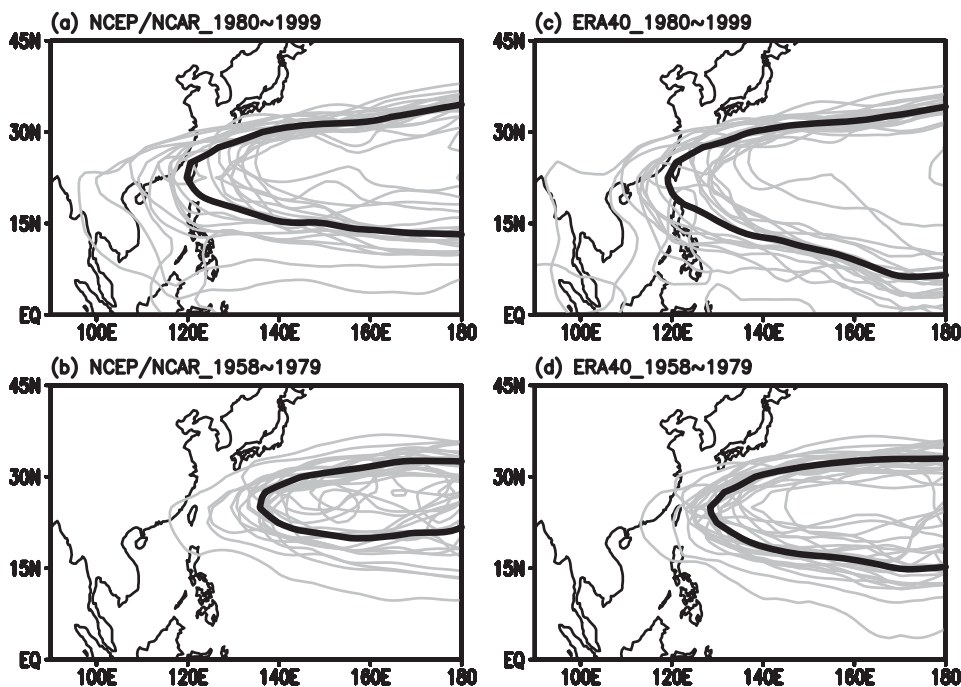 (a) NCEP/NCAR_1980~1999
45N
30N
15N
EQ
100E 120E 140E 160E 180
(c) ERA40_1980~1999
45N
30N
15N
EQ
100E 120E 140E 160E 180
(b) NCEP/NCAR_1958~1979
45N
30N
15N
EQ
100E 120E 140E 160E 180
(d) ERA40_1958~1979
45N
30N
15N
EQ
100E 120E 140E 160E 180